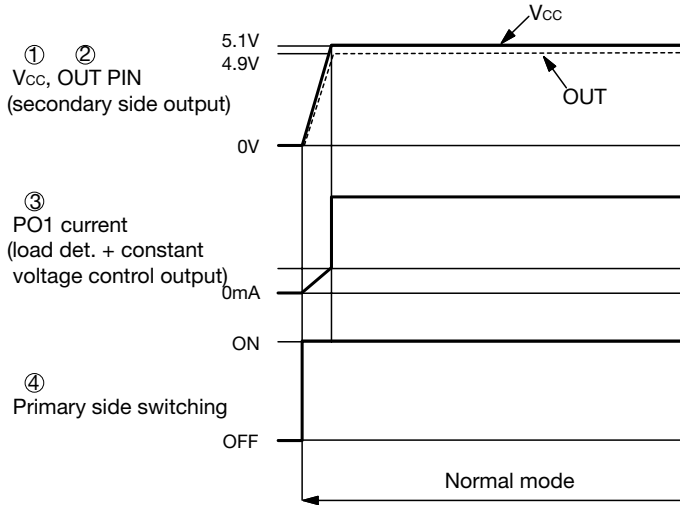 ① ②
Vcc, OUT PIN
(secondary side output)
5.1V
4.9V
0V
Vcc
OUT
③
PO1 current
(load det. + constant
voltage control output)
0mA
④
Primary side switching
ON
OFF
Normal mode